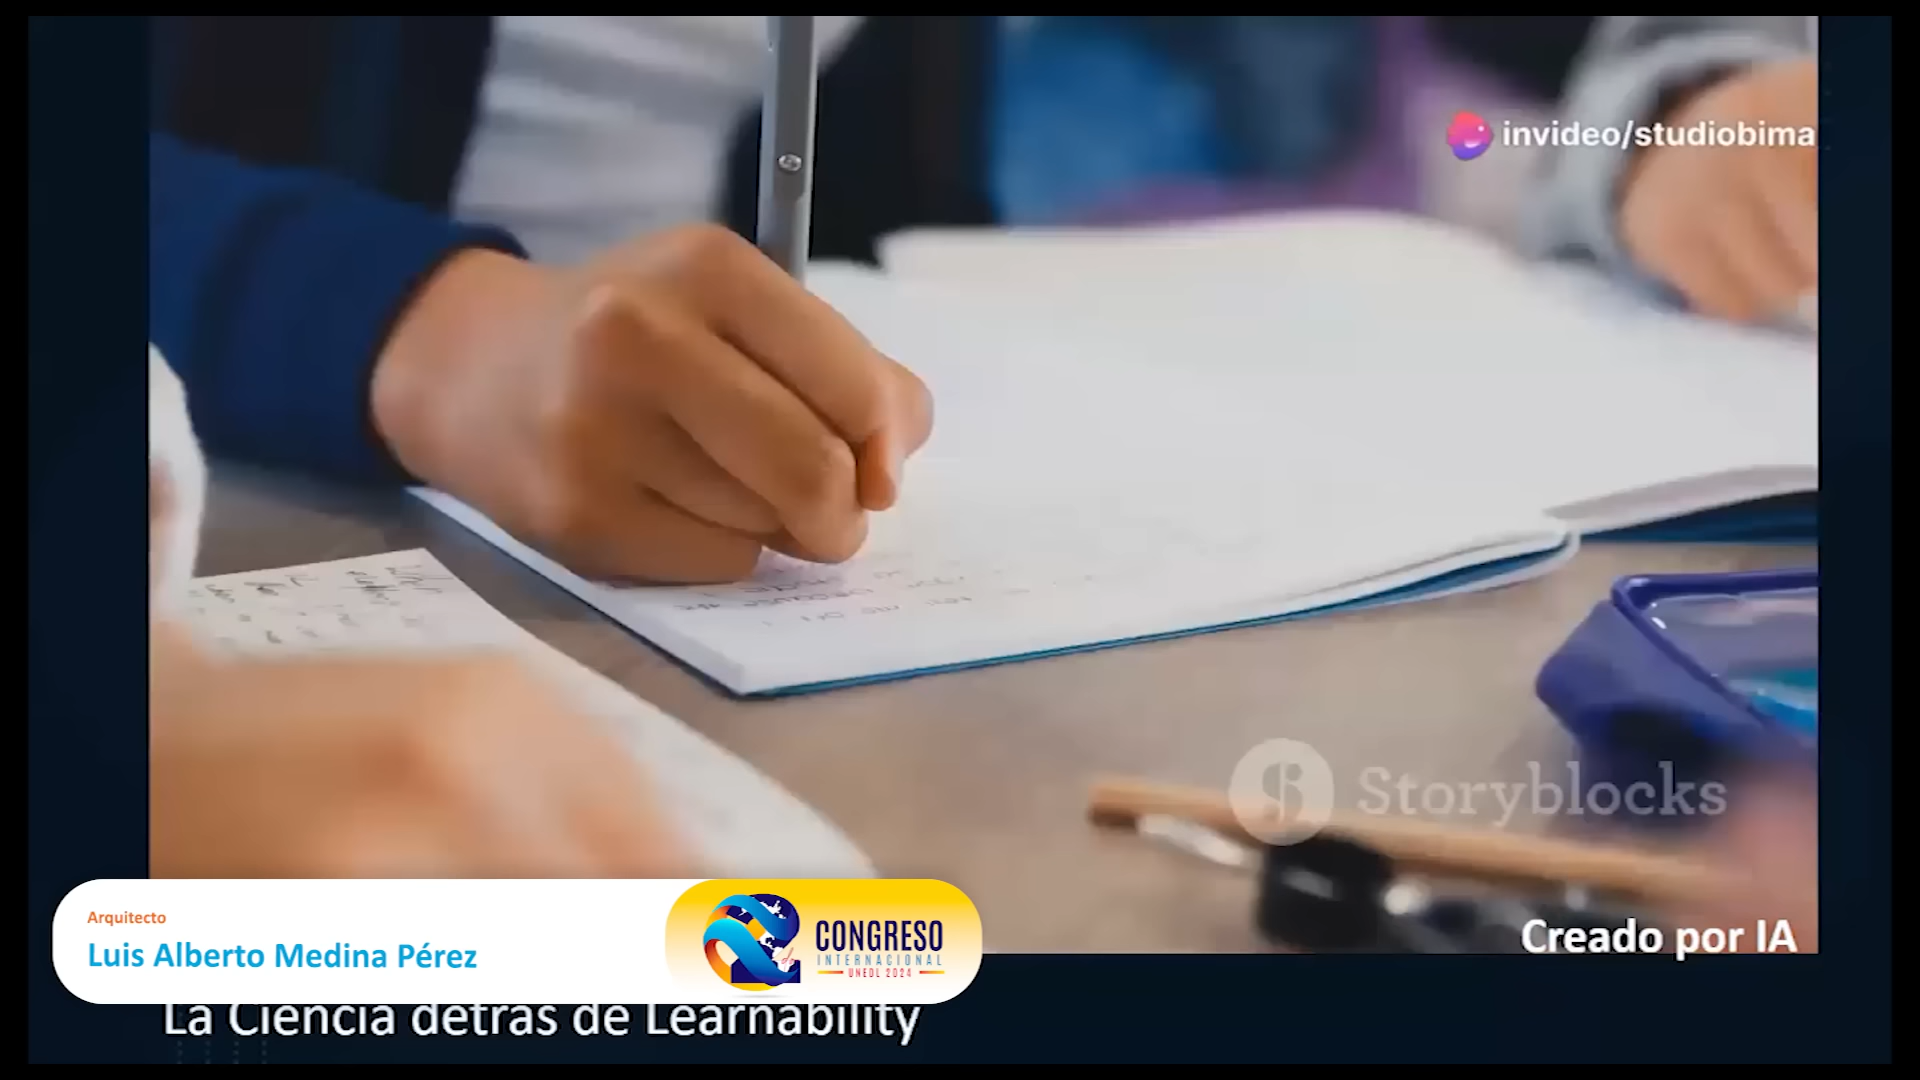 invideo/studiobima
Storyblocks
Creado por IA
Arquitecto
Luis Alberto Medina Pérez
2do
CONGRESO
INTERNACIONAL
UNEDL 2024
La Ciencia detrás de Learnability